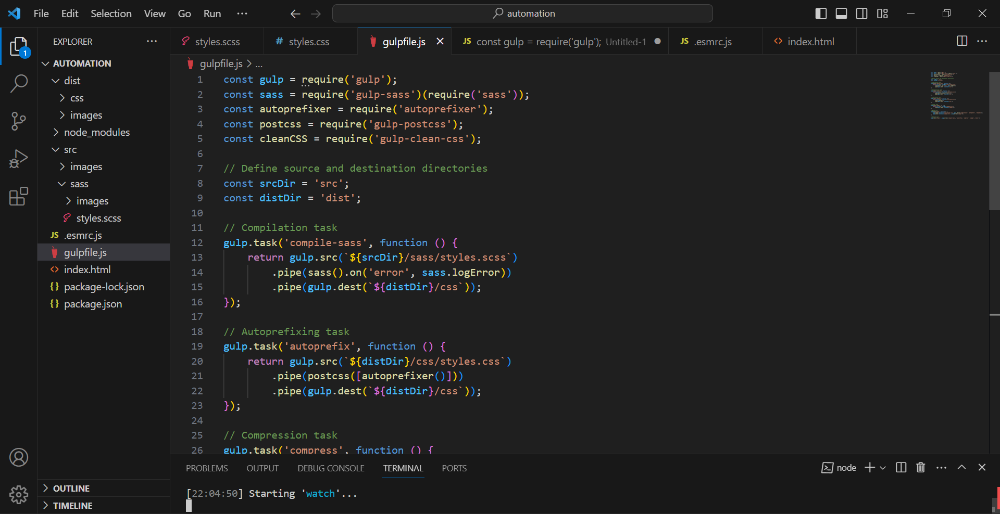 File Edit Selection View Go Run ...
automation
EXPLORER ...
AUTOMATION
dist
css
images
node_modules
src
images
sass
images
styles.scss
JS .esmrc.js
gulpfile.js
<> index.html
{} package-lock.json
{} package.json
OUTLINE
TIMELINE
1
styles.scss
# styles.css
gulpfile.js
JS const gulp = require('gulp'); Untitled-1
JS .esmrc.js
<> index.html
gulpfile.js > ...
1 const gulp = require('gulp');
2 const sass = require('gulp-sass')(require('sass'));
3 const autoprefixer = require('autoprefixer');
4 const postcss = require('gulp-postcss');
5 const cleanCSS = require('gulp-clean-css');
6
7 // Define source and destination directories
8 const srcDir = 'src';
9 const distDir = 'dist';
10
11 // Compilation task
12 gulp.task('compile-sass', function () {
13 return gulp.src(`${srcDir}/sass/styles.scss`)
14 .pipe(sass().on('error', sass.logError))
15 .pipe(gulp.dest(`${distDir}/css`));
16 });
17
18 // Autoprefixing task
19 gulp.task('autoprefix', function () {
20 return gulp.src(`${distDir}/css/styles.css`)
21 .pipe(postcss([autoprefixer()]))
22 .pipe(gulp.dest(`${distDir}/css`));
23 });
24
25 // Compression task
26 gulp.task('compress', function () {
PROBLEMS OUTPUT DEBUG CONSOLE TERMINAL PORTS
node
[22:04:50] Starting 'watch'...